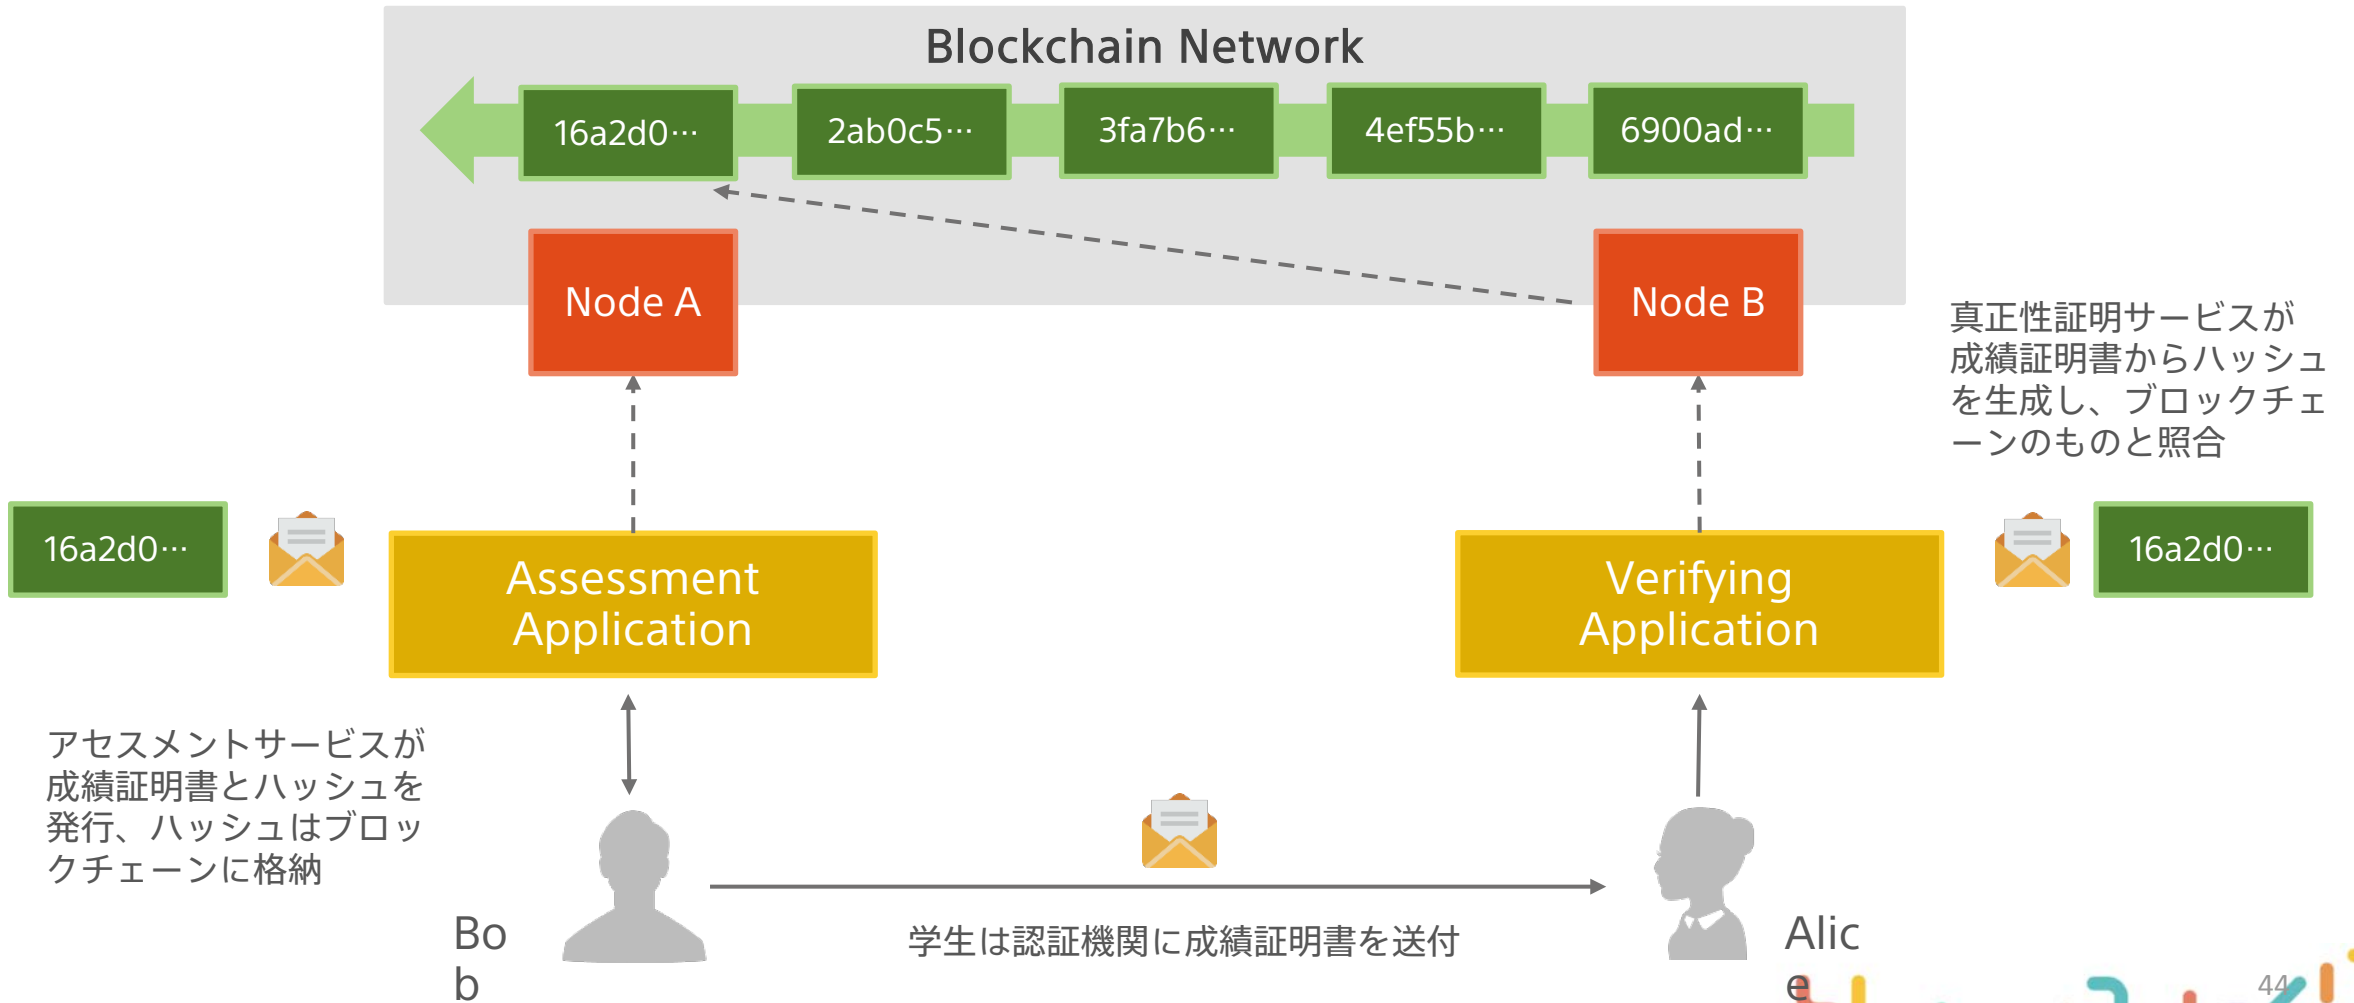 Blockchain Network
16a2d0…
2ab0c5…
3fa7b6…
4ef55b…
6900ad…
Node A
Node B
真正性証明サービスが
成績証明書からハッシュ
を生成し、ブロックチェ
ーンのものと照合
16a2d0…
Assessment
Application
Verifying
Application
16a2d0…
アセスメントサービスが
成績証明書とハッシュを
発行、ハッシュはブロッ
クチェーンに格納
Bo
b
学生は認証機関に成績証明書を送付
Alic
e
44